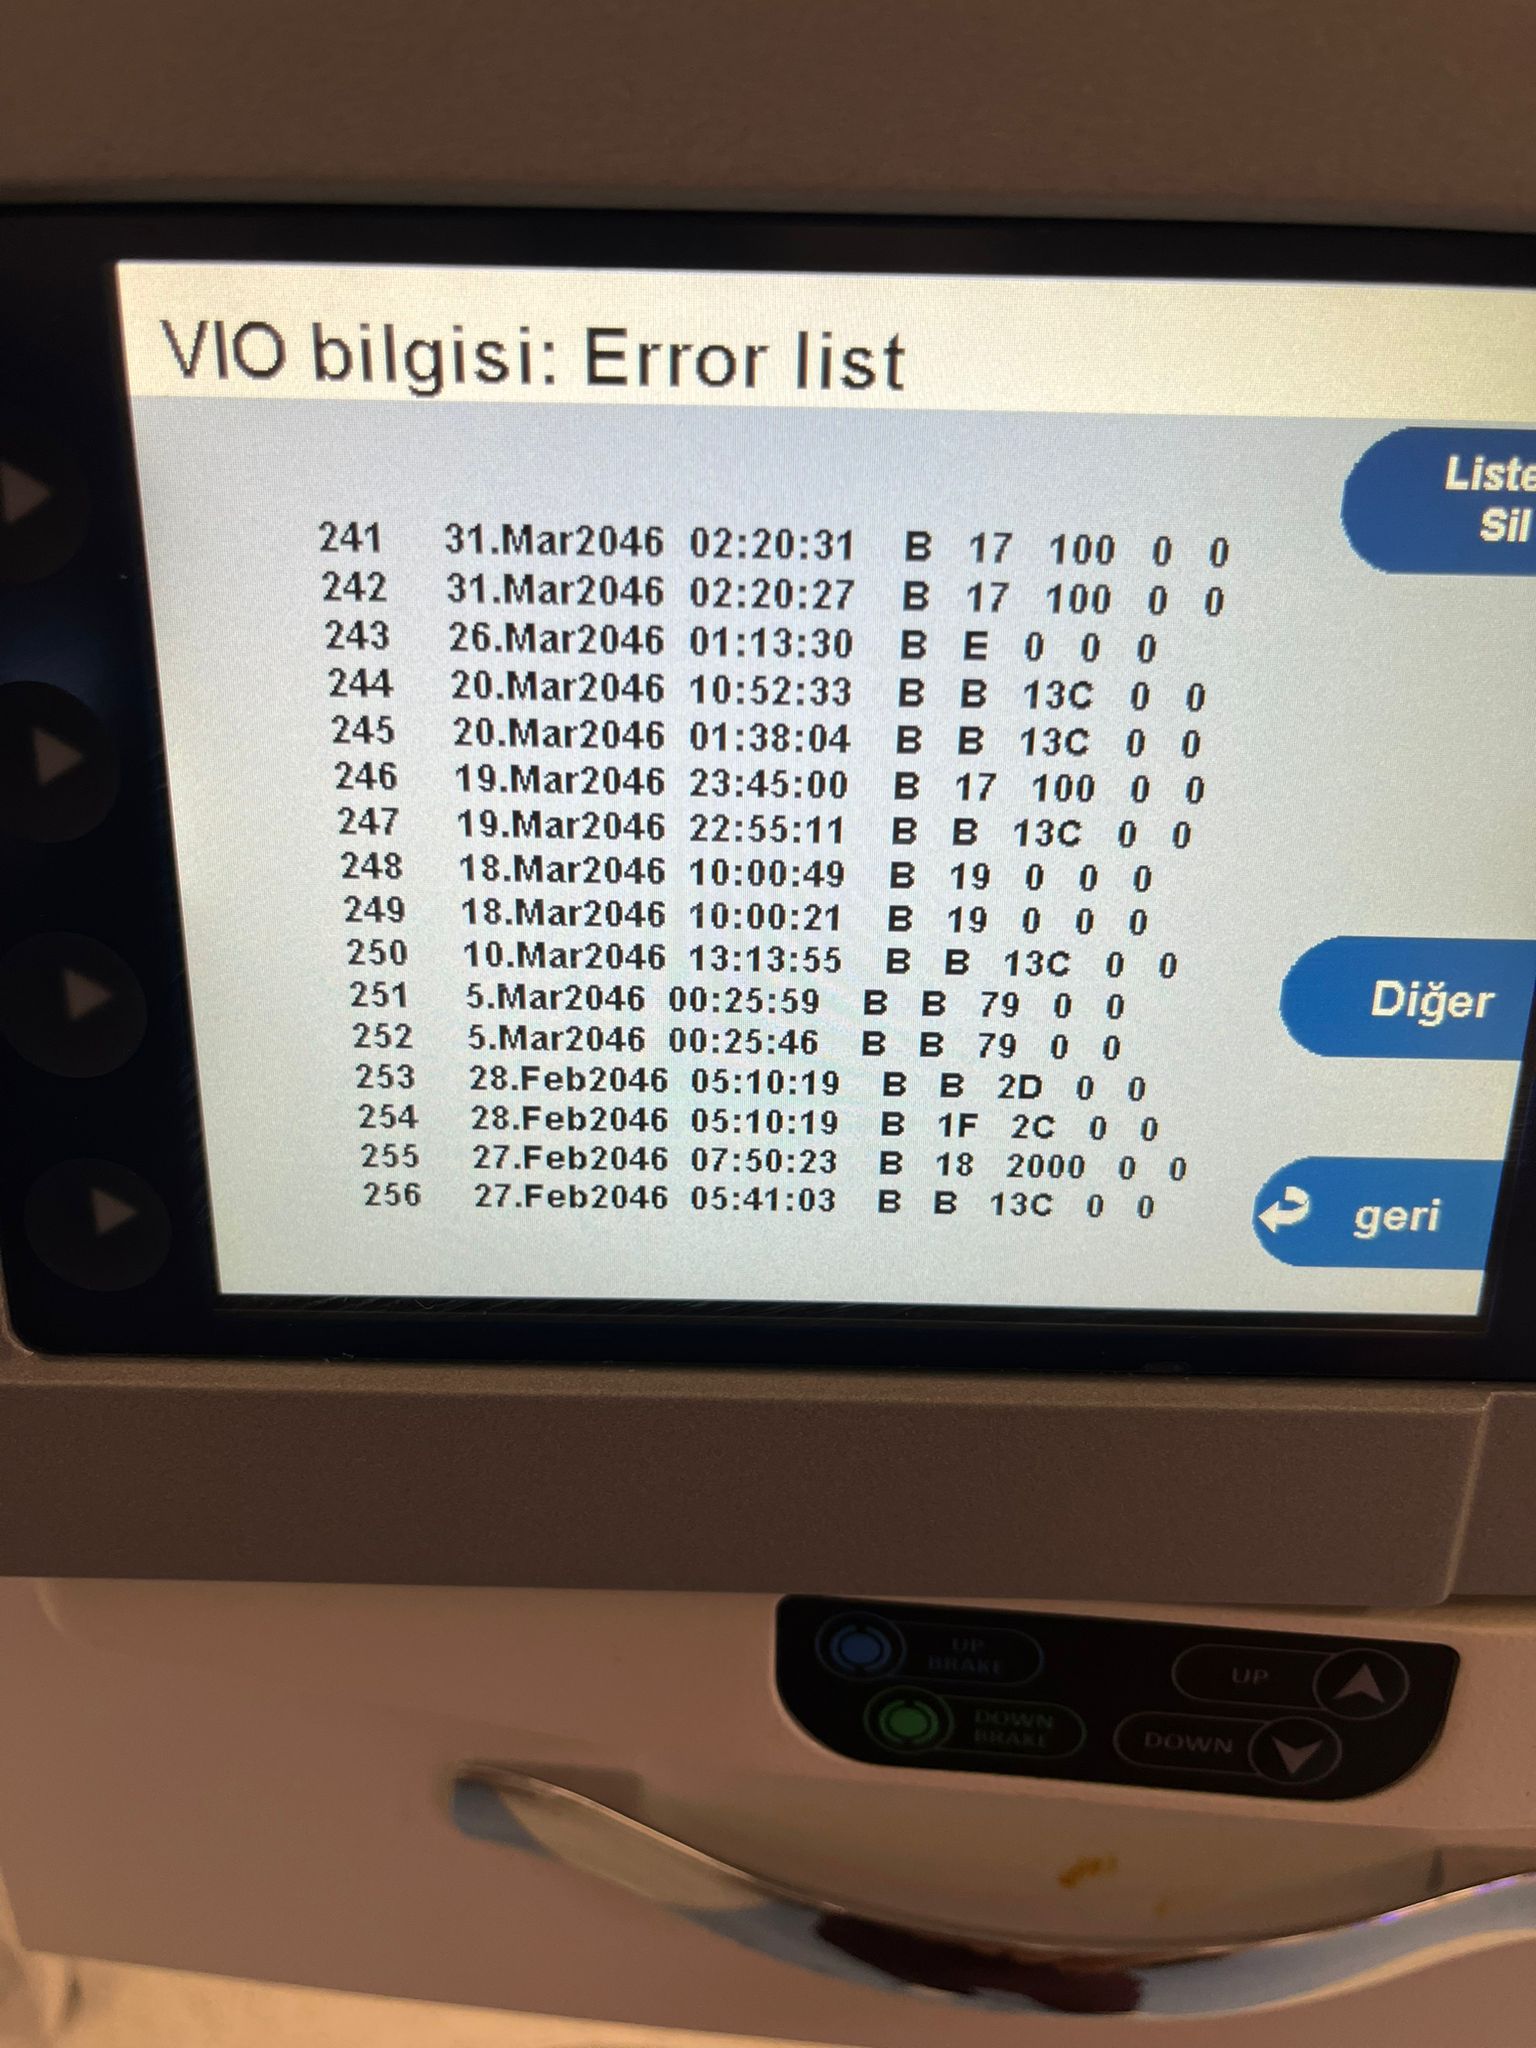 VIO bilgisi: Error list
Liste
Sil
241 31.Mar2046 02:20:31 B 17 100 0 0
242 31.Mar2046 02:20:27 B 17 100 0 0
243 26.Mar2046 01:13:30 B E 0 0 0
244 20.Mar2046 10:52:33 B B 13C 0 0
245 20.Mar2046 01:38:04 B B 13C 0 0
246 19.Mar2046 23:45:00 B 17 100 0 0
247 19.Mar2046 22:55:11 B B 13C 0 0
248 18.Mar2046 10:00:49 B 19 0 0 0
249 18.Mar2046 10:00:21 B 19 0 0 0
250 10.Mar2046 13:13:55 B B 13C 0 0
251 5.Mar2046 00:25:59 B B 79 0 0
252 5.Mar2046 00:25:46 B B 79 0 0
253 28.Feb2046 05:10:19 B B 2D 0 0
254 28.Feb2046 05:10:19 B 1F 2C 0 0
255 27.Feb2046 07:50:23 B 18 2000 0 0
256 27.Feb2046 05:41:03 B B 13C 0 0
Diğer
geri
UP
BRAKE
UP
DOWN
BRAKE
DOWN